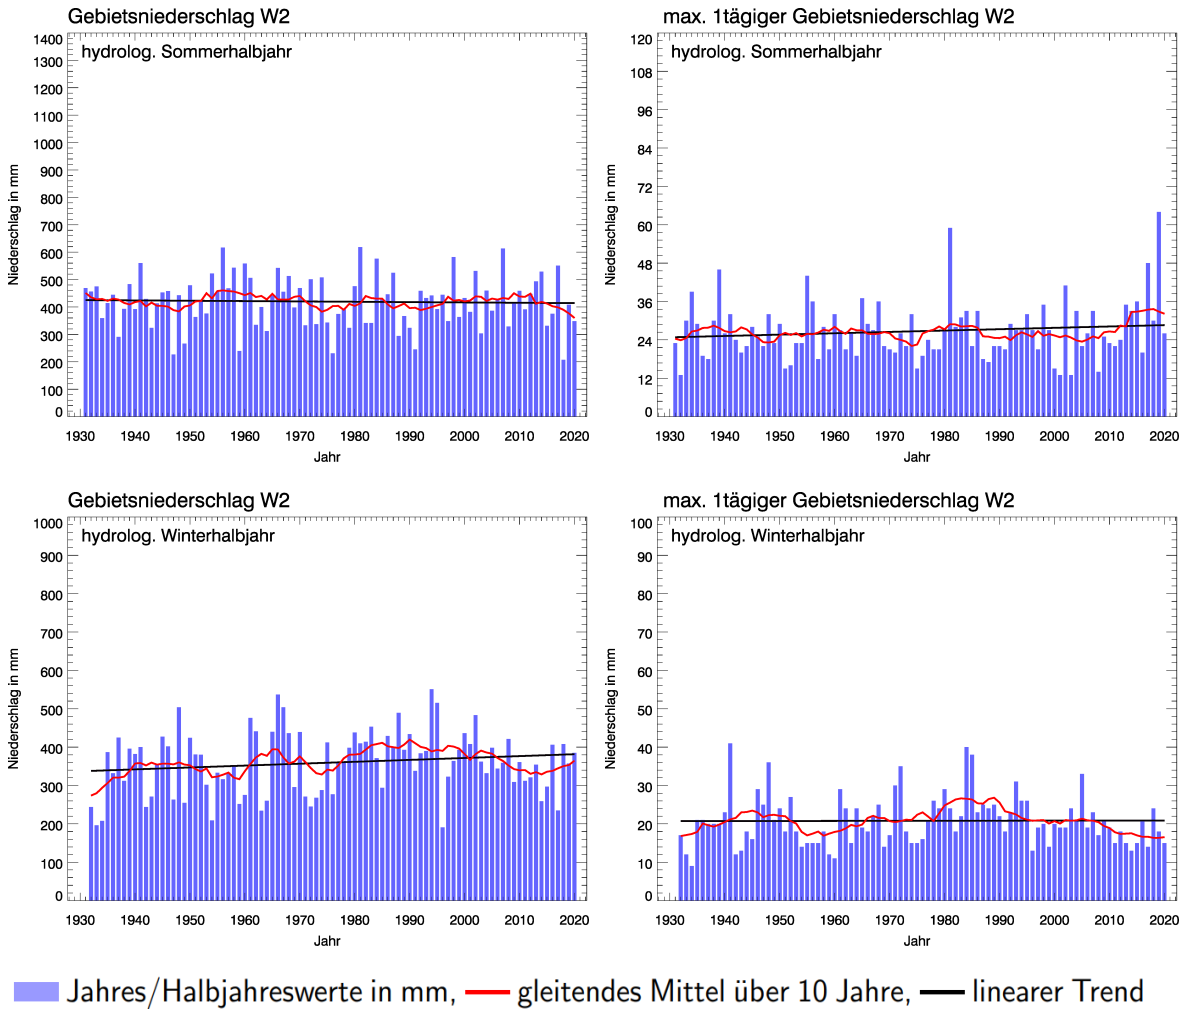 Gebietsniederschlag W2
hydrolog. Sommerhalbjahr
Niederschlag in mm
1400
1300
1200
1100
1000
900
800
700
600
500
400
300
200
100
0
1930 1940 1950 1960 1970 1980 1990 2000 2010 2020
Jahr
max. 1tägiger Gebietsniederschlag W2
hydrolog. Sommerhalbjahr
Niederschlag in mm
120
108
96
84
72
60
48
36
24
12
0
1930 1940 1950 1960 1970 1980 1990 2000 2010 2020
Jahr
Gebietsniederschlag W2
hydrolog. Winterhalbjahr
Niederschlag in mm
1000
900
800
700
600
500
400
300
200
100
0
1930 1940 1950 1960 1970 1980 1990 2000 2010 2020
Jahr
max. 1tägiger Gebietsniederschlag W2
hydrolog. Winterhalbjahr
Niederschlag in mm
100
90
80
70
60
50
40
30
20
10
0
1930 1940 1950 1960 1970 1980 1990 2000 2010 2020
Jahr
Jahres/Halbjahreswerte in mm, gleitendes Mittel über 10 Jahre, linearer Trend